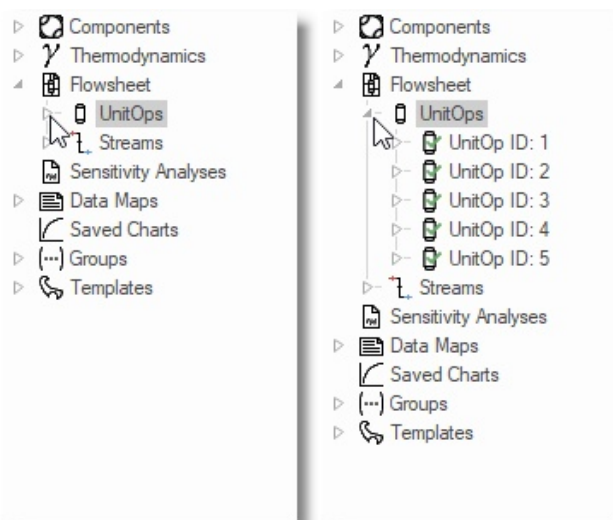 Components
Thermodynamics
Flowsheet
UnitOps
Streams
Sensitivity Analyses
Data Maps
Saved Charts
Groups
Templates
Components
Thermodynamics
Flowsheet
UnitOps
UnitOp ID: 1
UnitOp ID: 2
UnitOp ID: 3
UnitOp ID: 4
UnitOp ID: 5
Streams
Sensitivity Analyses
Data Maps
Saved Charts
Groups
Templates